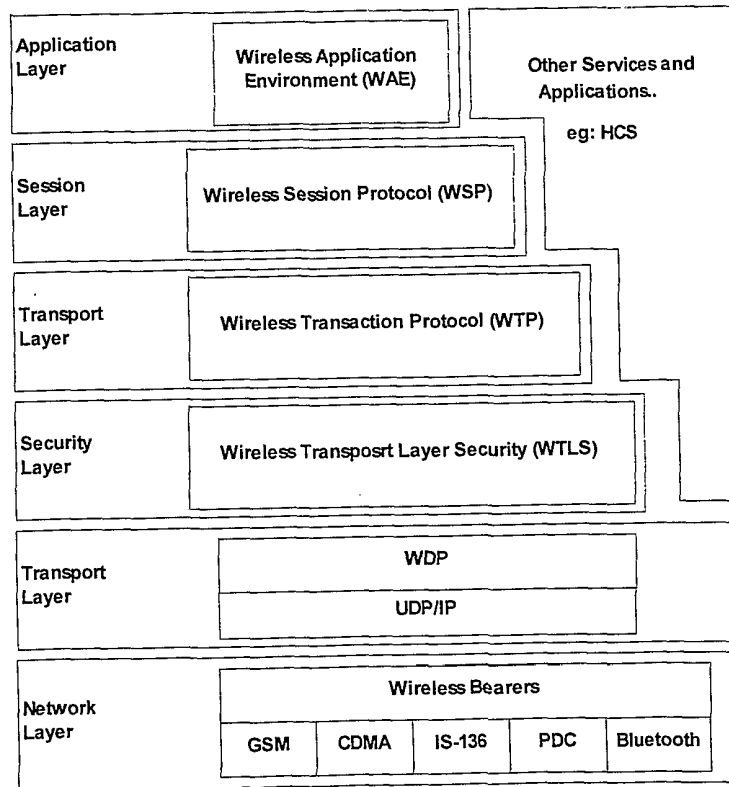 Application
Layer
Wireless Application
Environment (WAE)
Other Services and
Applications..
eg: HCS
Session
Layer
Wireless Session Protocol (WSP)
Transport
Layer
Wireless Transaction Protocol (WTP)
Security
Layer
Wireless Transposrt Layer Security (WTLS)
Transport
Layer
WDP
UDP/IP
Network
Layer
Wireless Bearers
GSM
CDMA
IS-136
PDC
Bluetooth